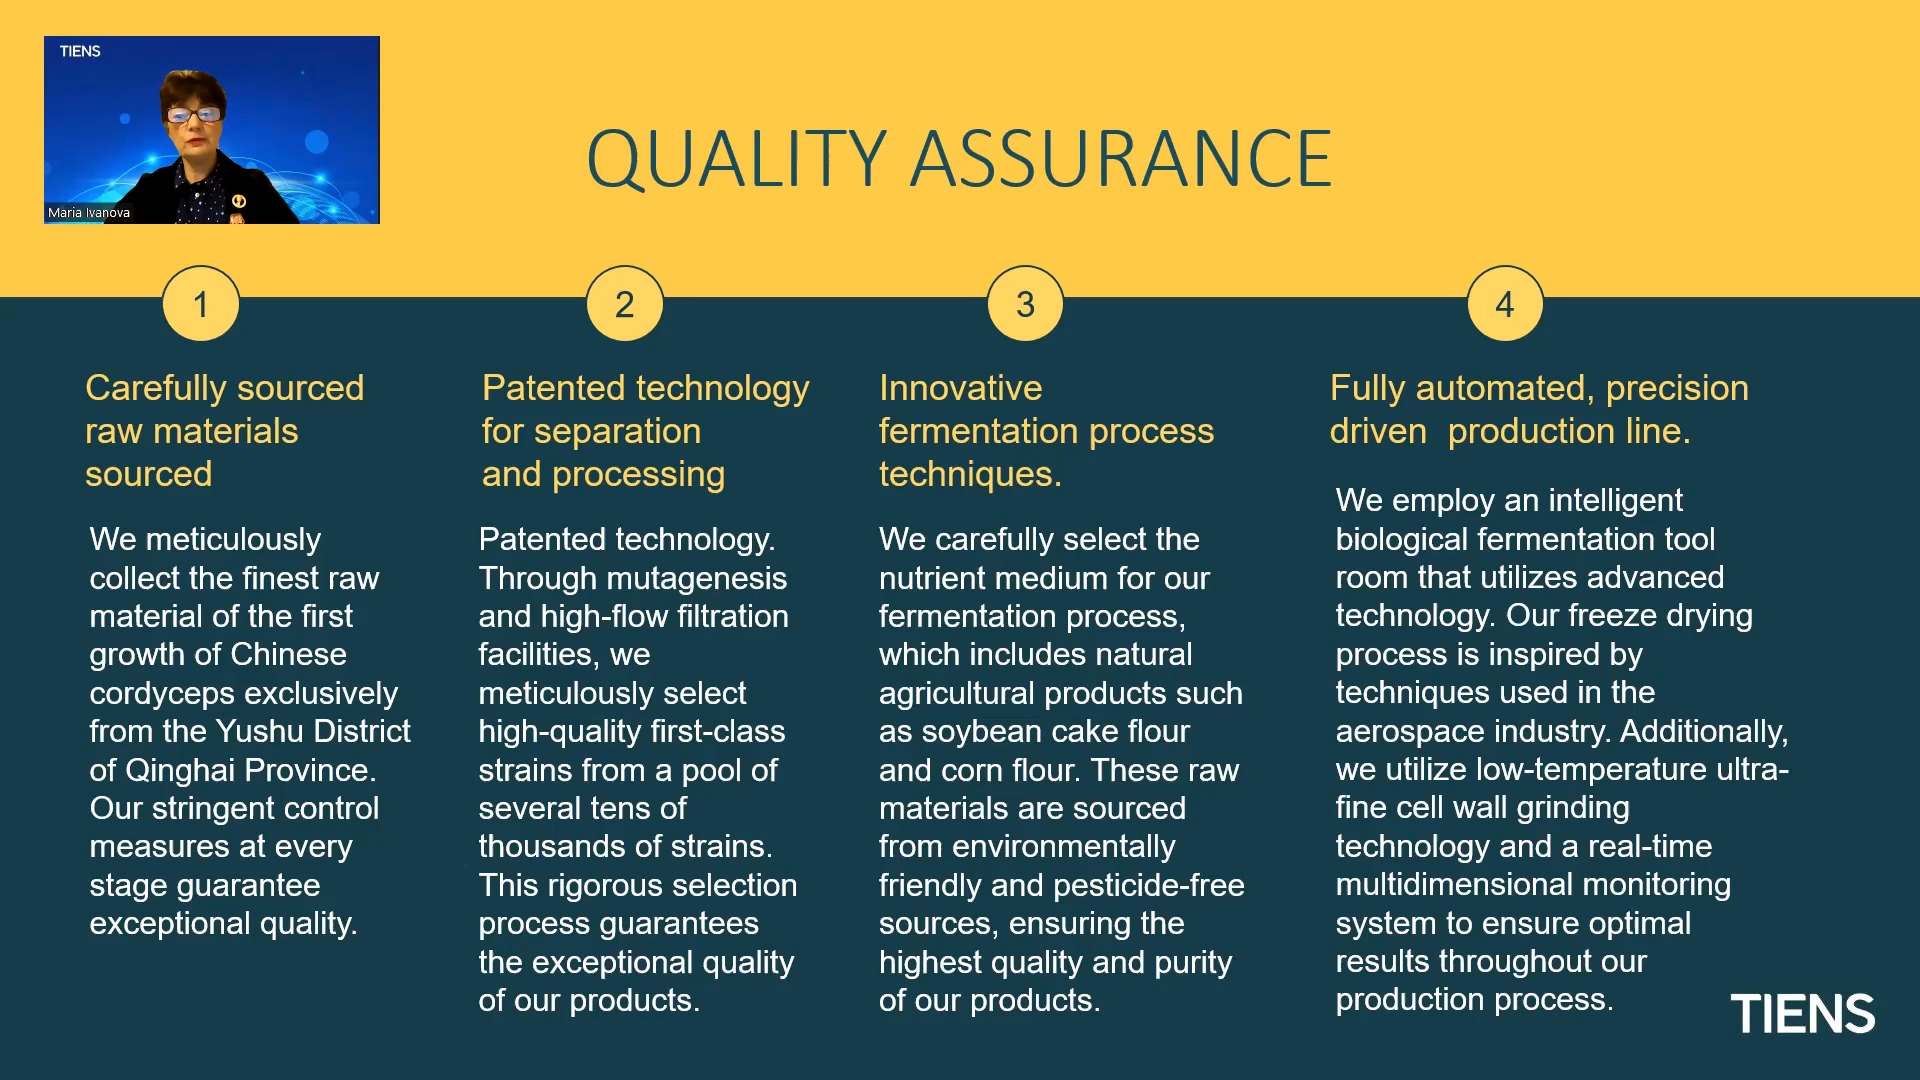 TIENS
Maria Ivanova
QUALITY ASSURANCE
1
Carefully sourced
raw materials
sourced
We meticulously
collect the finest raw
material of the first
growth of Chinese
cordyceps exclusively
from the Yushu District
of Qinghai Province.
Our stringent control
measures at every
stage guarantee
exceptional quality.
2
Patented technology
for separation
and processing
Patented technology.
Through mutagenesis
and high-flow filtration
facilities, we
meticulously select
high-quality first-class
strains from a pool of
several tens of
thousands of strains.
This rigorous selection
process guarantees
the exceptional quality
of our products.
3
Innovative
fermentation process
techniques.
We carefully select the
nutrient medium for our
fermentation process,
which includes natural
agricultural products such
as soybean cake flour
and corn flour. These raw
materials are sourced
from environmentally
friendly and pesticide-free
sources, ensuring the
highest quality and purity
of our products.
4
Fully automated, precision
driven  production line.
We employ an intelligent
biological fermentation tool
room that utilizes advanced
technology. Our freeze drying
process is inspired by
techniques used in the
aerospace industry. Additionally,
we utilize low-temperature ultra-
fine cell wall grinding
technology and a real-time
multidimensional monitoring
system to ensure optimal
results throughout our
production process.
TIENS